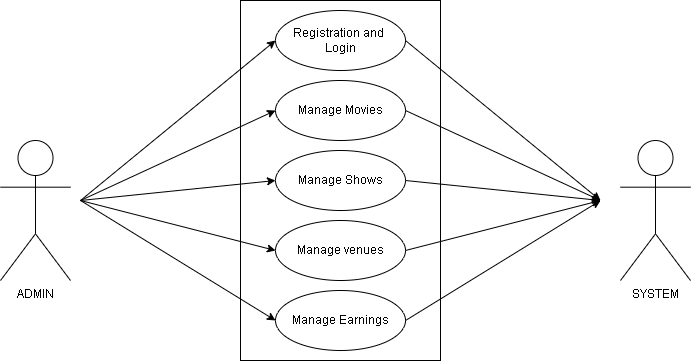 Registration and
Login
Manage Movies
Manage Shows
Manage venues
Manage Earnings
ADMIN
SYSTEM